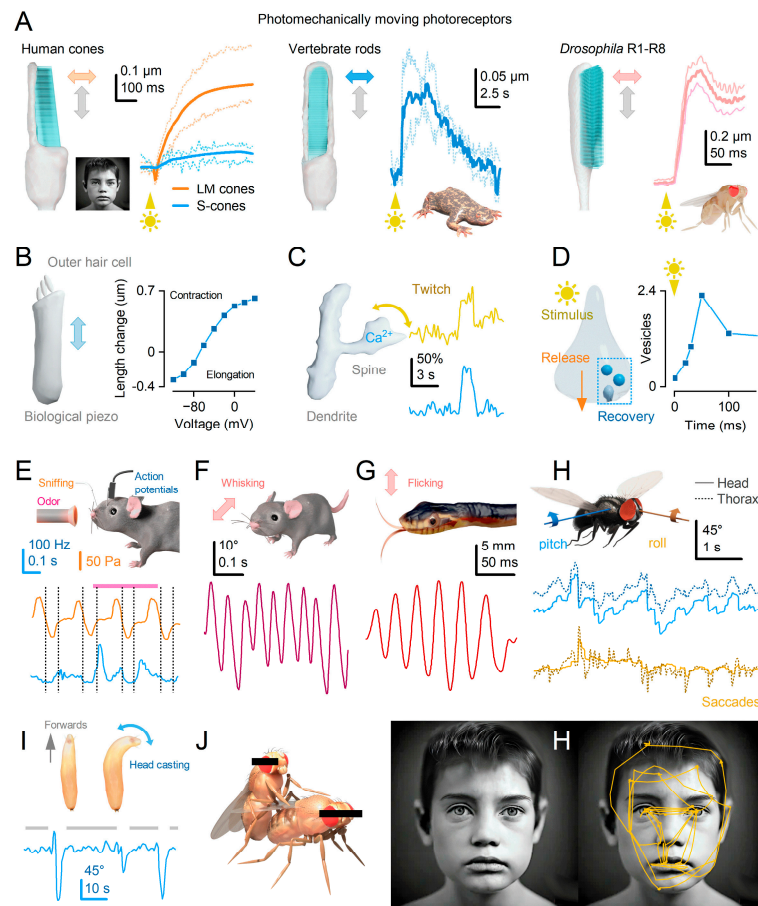 A
Photomechanically moving photoreceptors
Human cones
0.1 µm
100 ms
LM cones
S-cones
Vertebrate rods
0.05 µm
2.5 s
Drosophila R1-R8
0.2 µm
50 ms
B
Outer hair cell
Biological piezo
Length change (um)
0.7
0
−0.4
Contraction
Elongation
−80
0
Voltage (mV)
C
Twitch
Ca2+
Spine
Dendrite
50%
3 s
D
Stimulus
Release
Recovery
Vesicles
2.4
0
0
100
Time (ms)
E
Sniffing
Action
potentials
Odor
100 Hz
0.1 s
50 Pa
F
Whisking
10°
0.1 s
G
Flicking
5 mm
50 ms
H
Head
Thorax
pitch
roll
45°
1 s
Saccades
I
Forwards
Head casting
45°
10 s
J
H